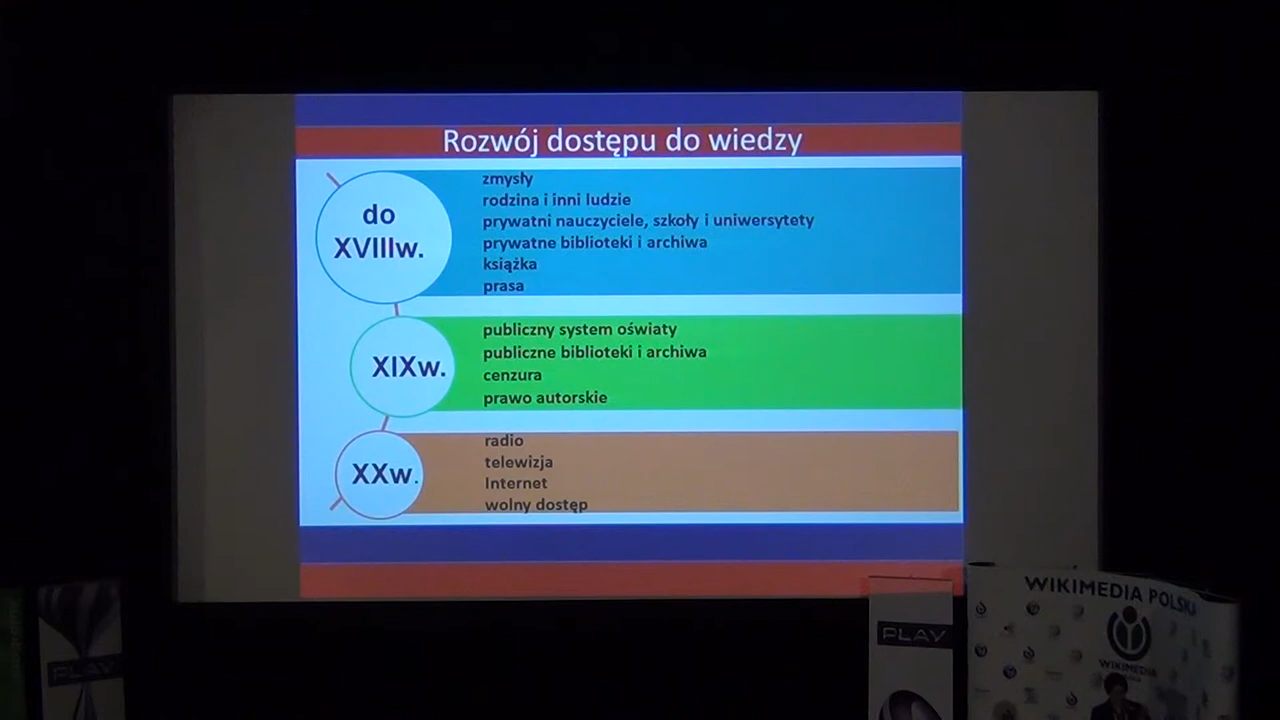 Rozwój dostępu do wiedzy
do
XVIIIw.
zmysły
rodzina i inni ludzie
prywatni nauczyciele, szkoły i uniwersytety
prywatne biblioteki i archiwa
książka
prasa
XIXw.
publiczny system oświaty
publiczne biblioteki i archiwa
cenzura
prawo autorskie
XXw.
radio
telewizja
Internet
wolny dostęp
PLAY
PLAY
WIKIMEDIA POLSKA
WIKIMEDIA